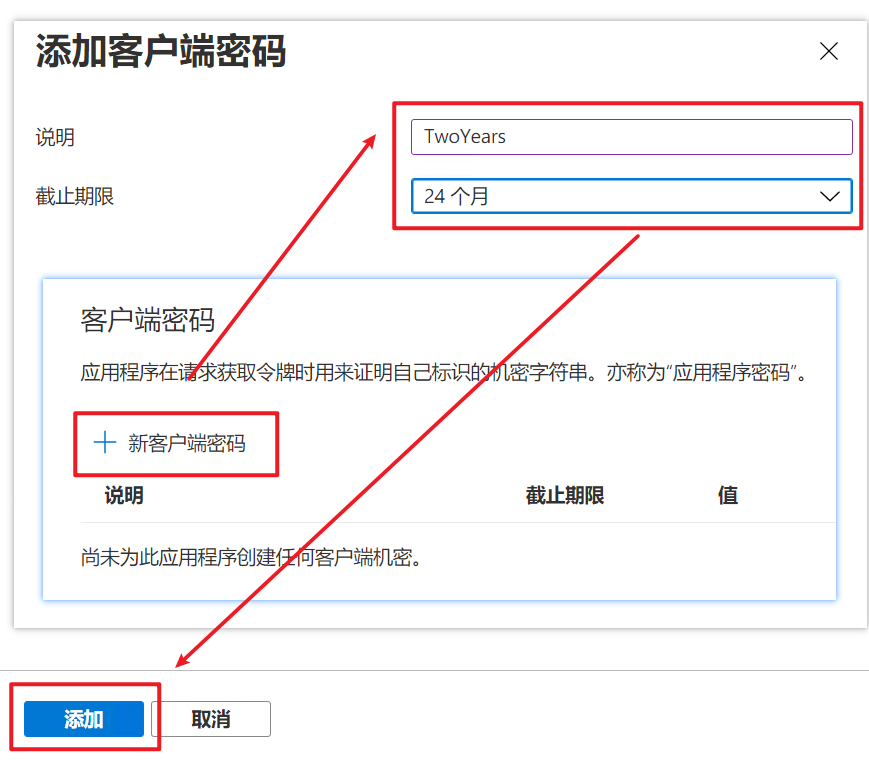 添加客户端密码
说明
TwoYears
截止期限
24 个月
客户端密码
应用程序在请求获取令牌时用来证明自己标识的机密字符串。亦称为“应用程序密码”。
新客户端密码
说明 截止期限 值
尚未为此应用程序创建任何客户端机密。
添加 取消